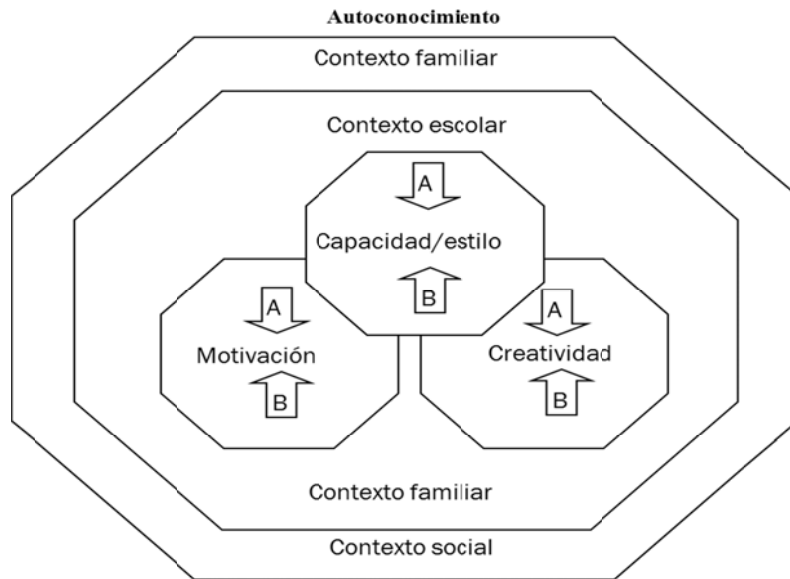 Autoconocimiento
Contexto familiar
Contexto escolar
A
Capacidad/estilo
B
A
Motivación
B
A
Creatividad
B
Contexto familiar
Contexto social